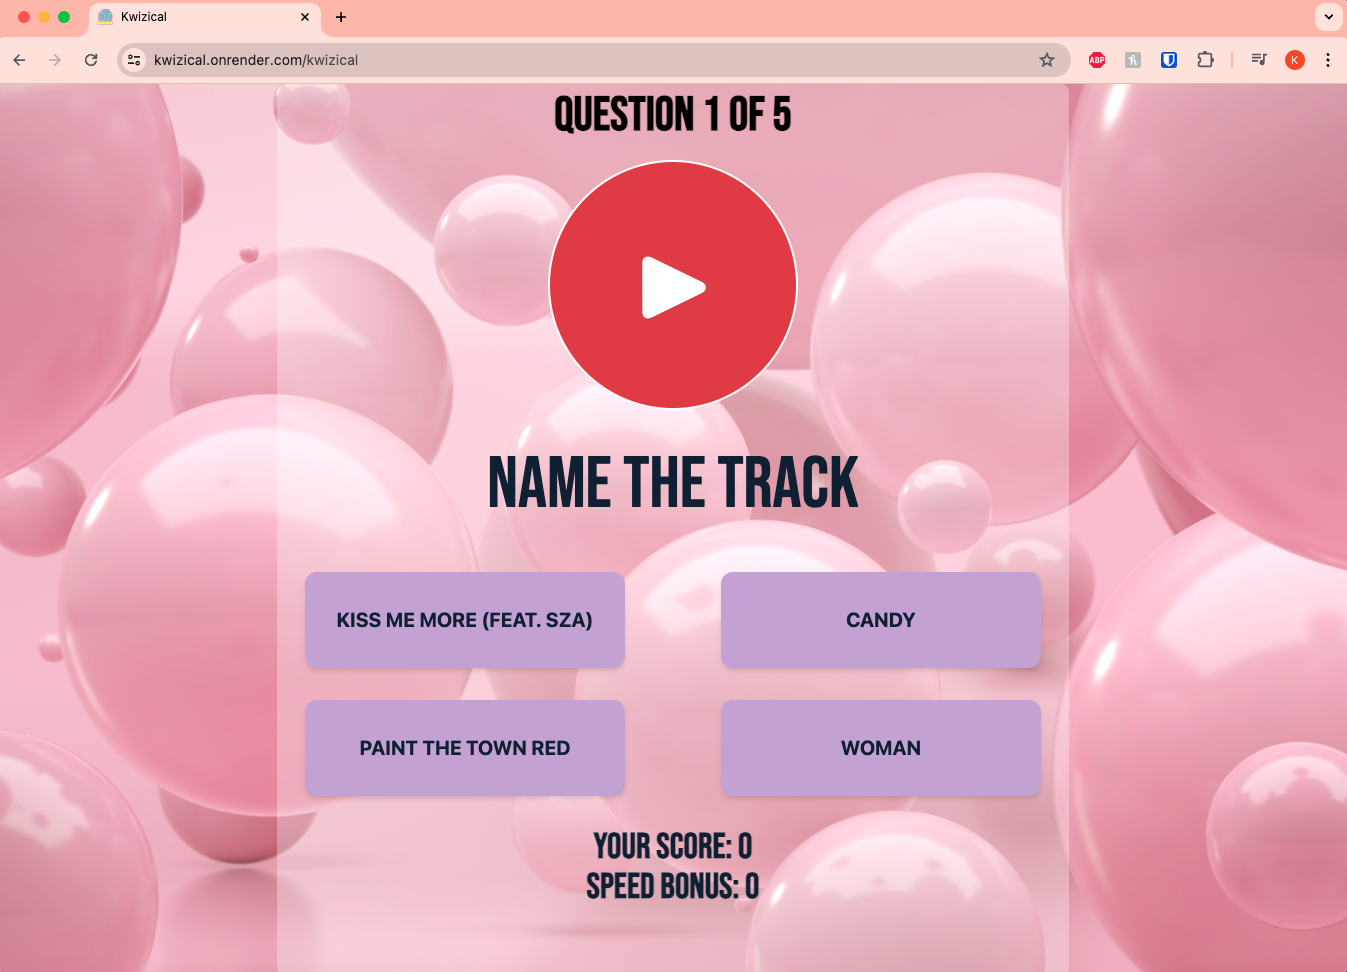 Kwizical
kwizical.onrender.com/kwizical
ABP
K
QUESTION 1 OF 5
NAME THE TRACK
KISS ME MORE (FEAT. SZA)
CANDY
PAINT THE TOWN RED
WOMAN
YOUR SCORE: 0
SPEED BONUS: 0